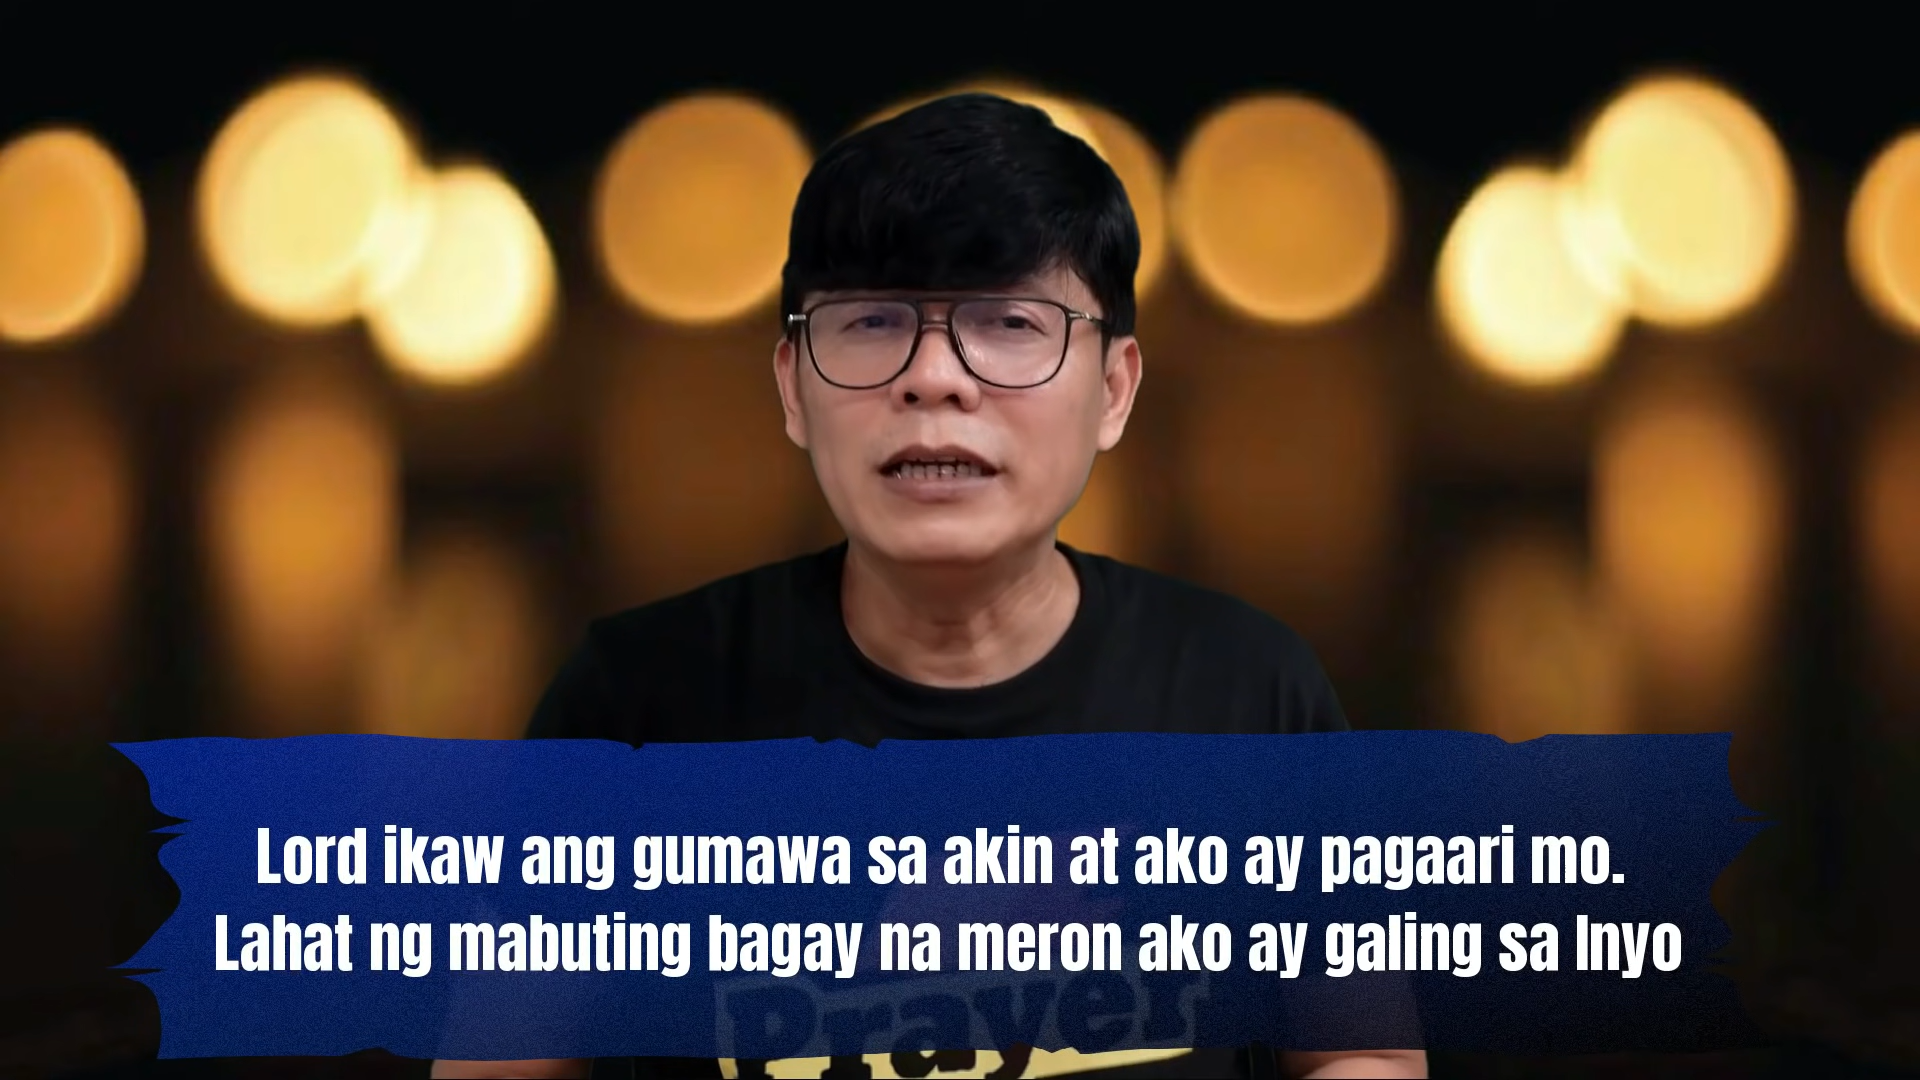 Lord ikaw ang gumawa sa akin at ako ay pagaari mo.
Lahat ng mabuting bagay na meron ako ay galing sa Inyo
Prayer